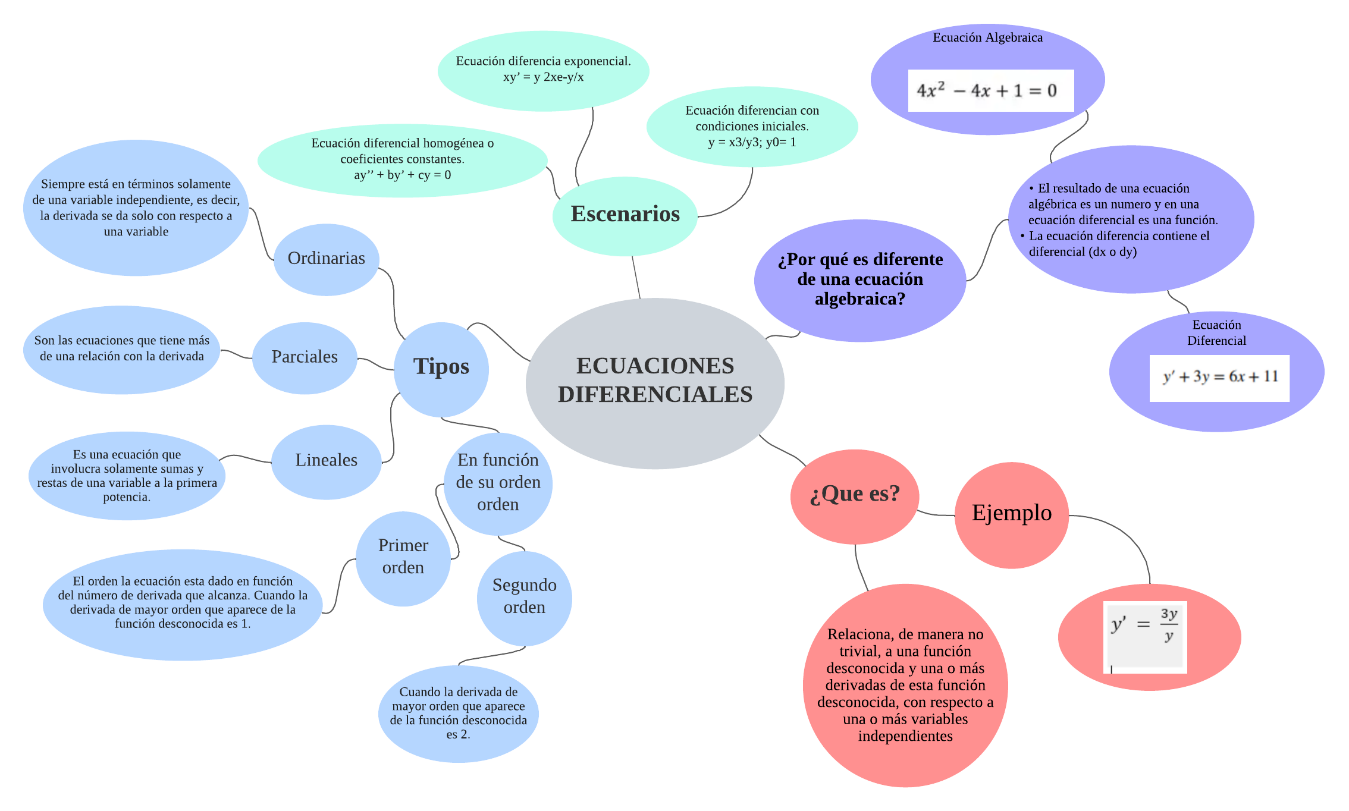 ECUACIONES
DIFERENCIALES
Escenarios
Ecuación diferencia exponencial.
xy’ = y 2xe-y/x
Ecuación diferencial homogénea o
coeficientes constantes.
ay’’ + by’ + cy = 0
Ecuación diferencian con
condiciones iniciales.
y = x3/y3; y0= 1
¿Por qué es diferente
de una ecuación
algebraica?
• El resultado de una ecuación
algébrica es un numero y en una
ecuación diferencial es una función.
• La ecuación diferencia contiene el
diferencial (dx o dy)
Ecuación Algebraica
4x² − 4x + 1 = 0
Ecuación
Diferencial
y′ + 3y = 6x + 11
¿Que es?
Ejemplo
y′ = 3y/y
Relaciona, de manera no
trivial, a una función
desconocida y una o más
derivadas de esta función
desconocida, con respecto a
una o más variables
independientes
Tipos
Ordinarias
Siempre está en términos solamente
de una variable independiente, es decir,
la derivada se da solo con respecto a
una variable
Parciales
Son las ecuaciones que tiene más
de una relación con la derivada
Lineales
Es una ecuación que
involucra solamente sumas y
restas de una variable a la primera
potencia.
En función
de su orden
orden
Primer
orden
El orden la ecuación esta dado en función
del número de derivada que alcanza. Cuando la
derivada de mayor orden que aparece de la
función desconocida es 1.
Segundo
orden
Cuando la derivada de
mayor orden que aparece
de la función desconocida
es 2.